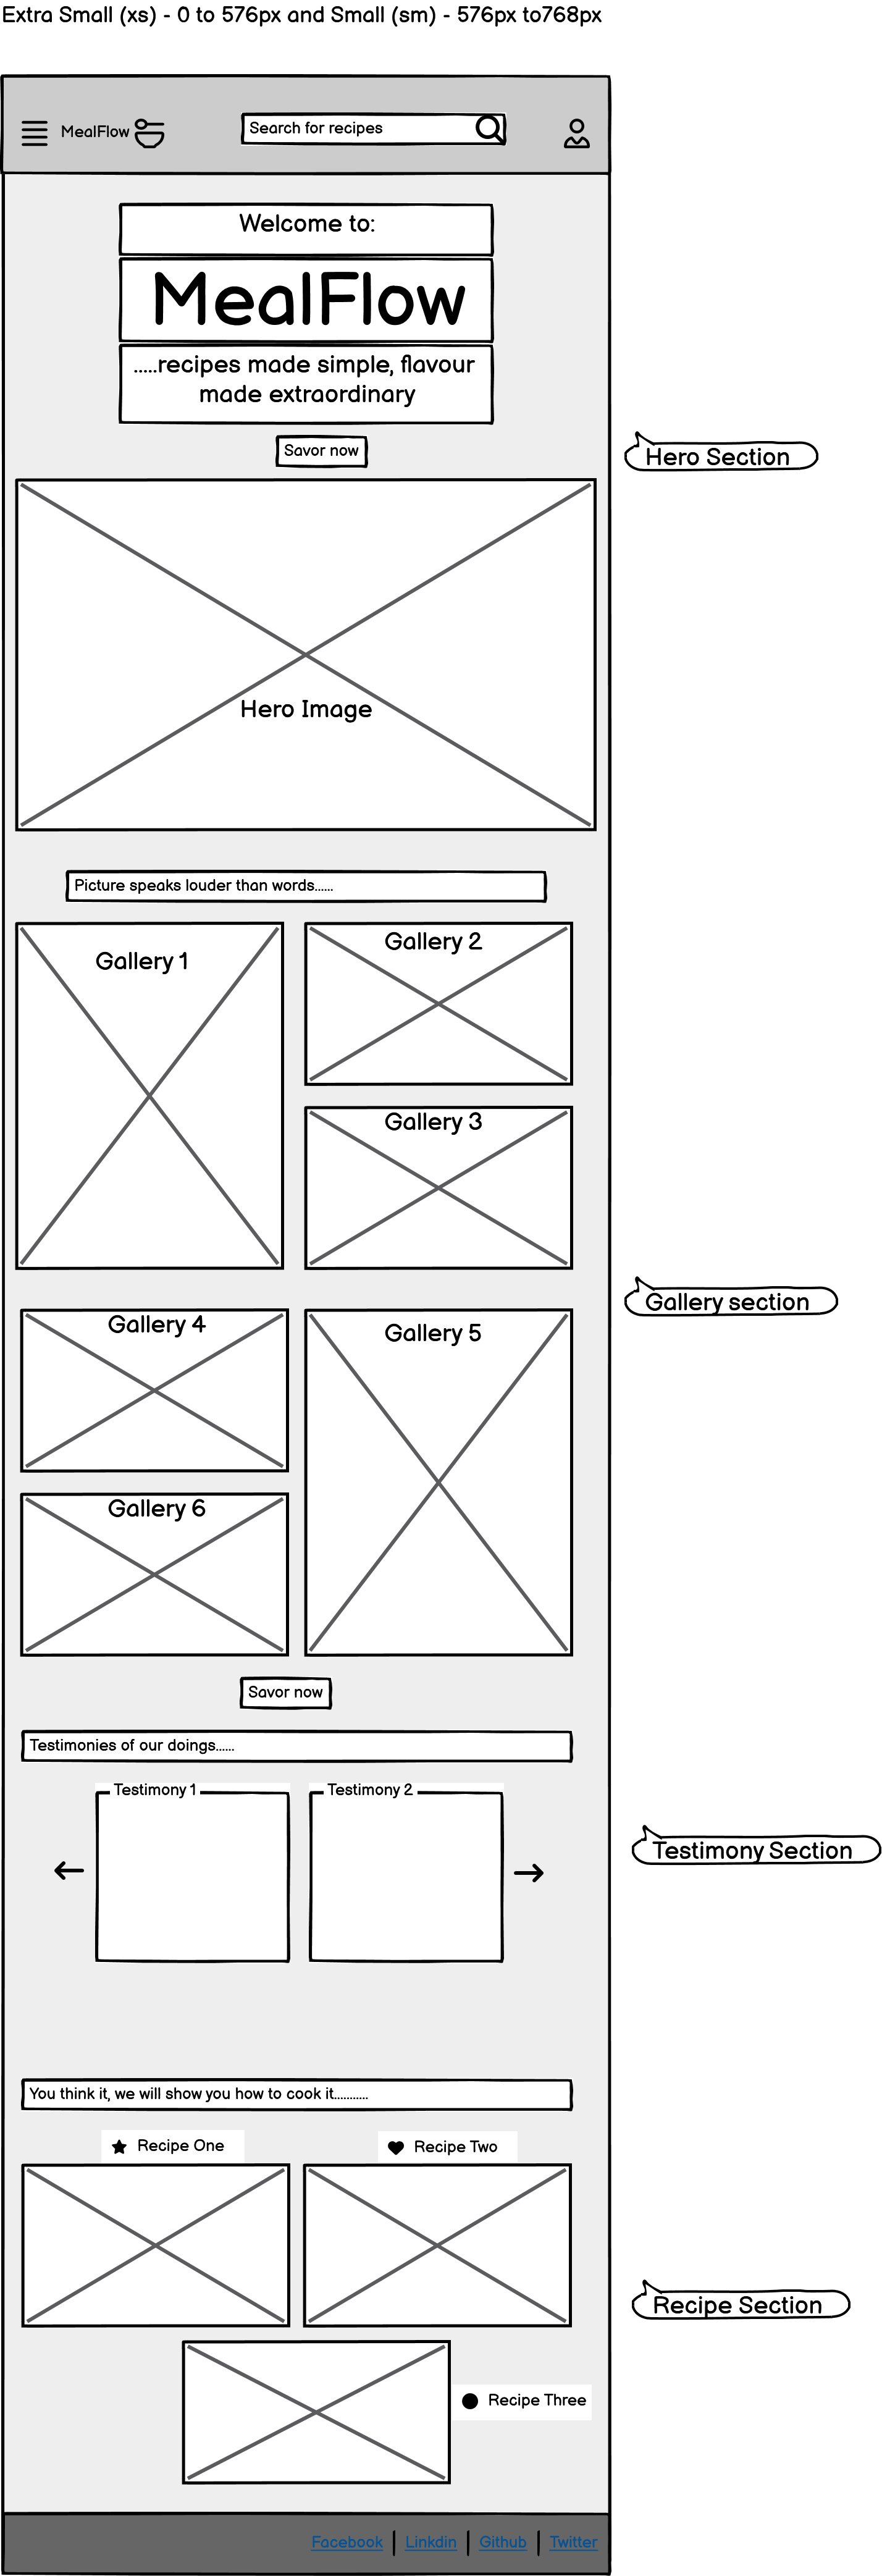 Extra Small (xs) - 0 to 576px and Small (sm) - 576px to768px
MealFlow
Search for recipes
Welcome to:
MealFlow
.....recipes made simple, flavour
made extraordinary
Savor now
Hero Section
Hero Image
Picture speaks louder than words......
Gallery 1
Gallery 2
Gallery 3
Gallery section
Gallery 4
Gallery 5
Gallery 6
Savor now
Testimonies of our doings......
Testimony 1
Testimony 2
Testimony Section
You think it, we will show you how to cook it...........
Recipe One
Recipe Two
Recipe Section
Recipe Three
Facebook | Linkdin | Github | Twitter